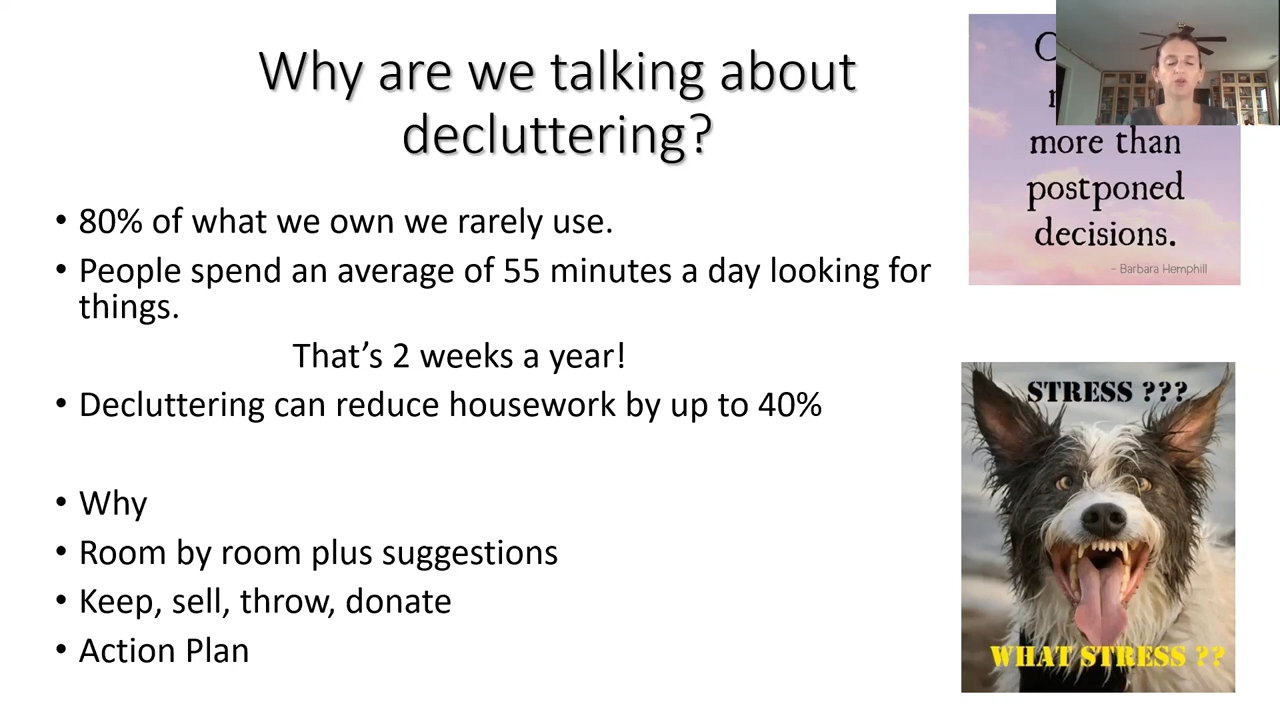 Why are we talking about
decluttering?
• 80% of what we own we rarely use.
• People spend an average of 55 minutes a day looking for
things.
That’s 2 weeks a year!
• Decluttering can reduce housework by up to 40%
• Why
• Room by room plus suggestions
• Keep, sell, throw, donate
• Action Plan
more than
postponed
decisions.
- Barbara Hemphill
STRESS ???
WHAT STRESS ??